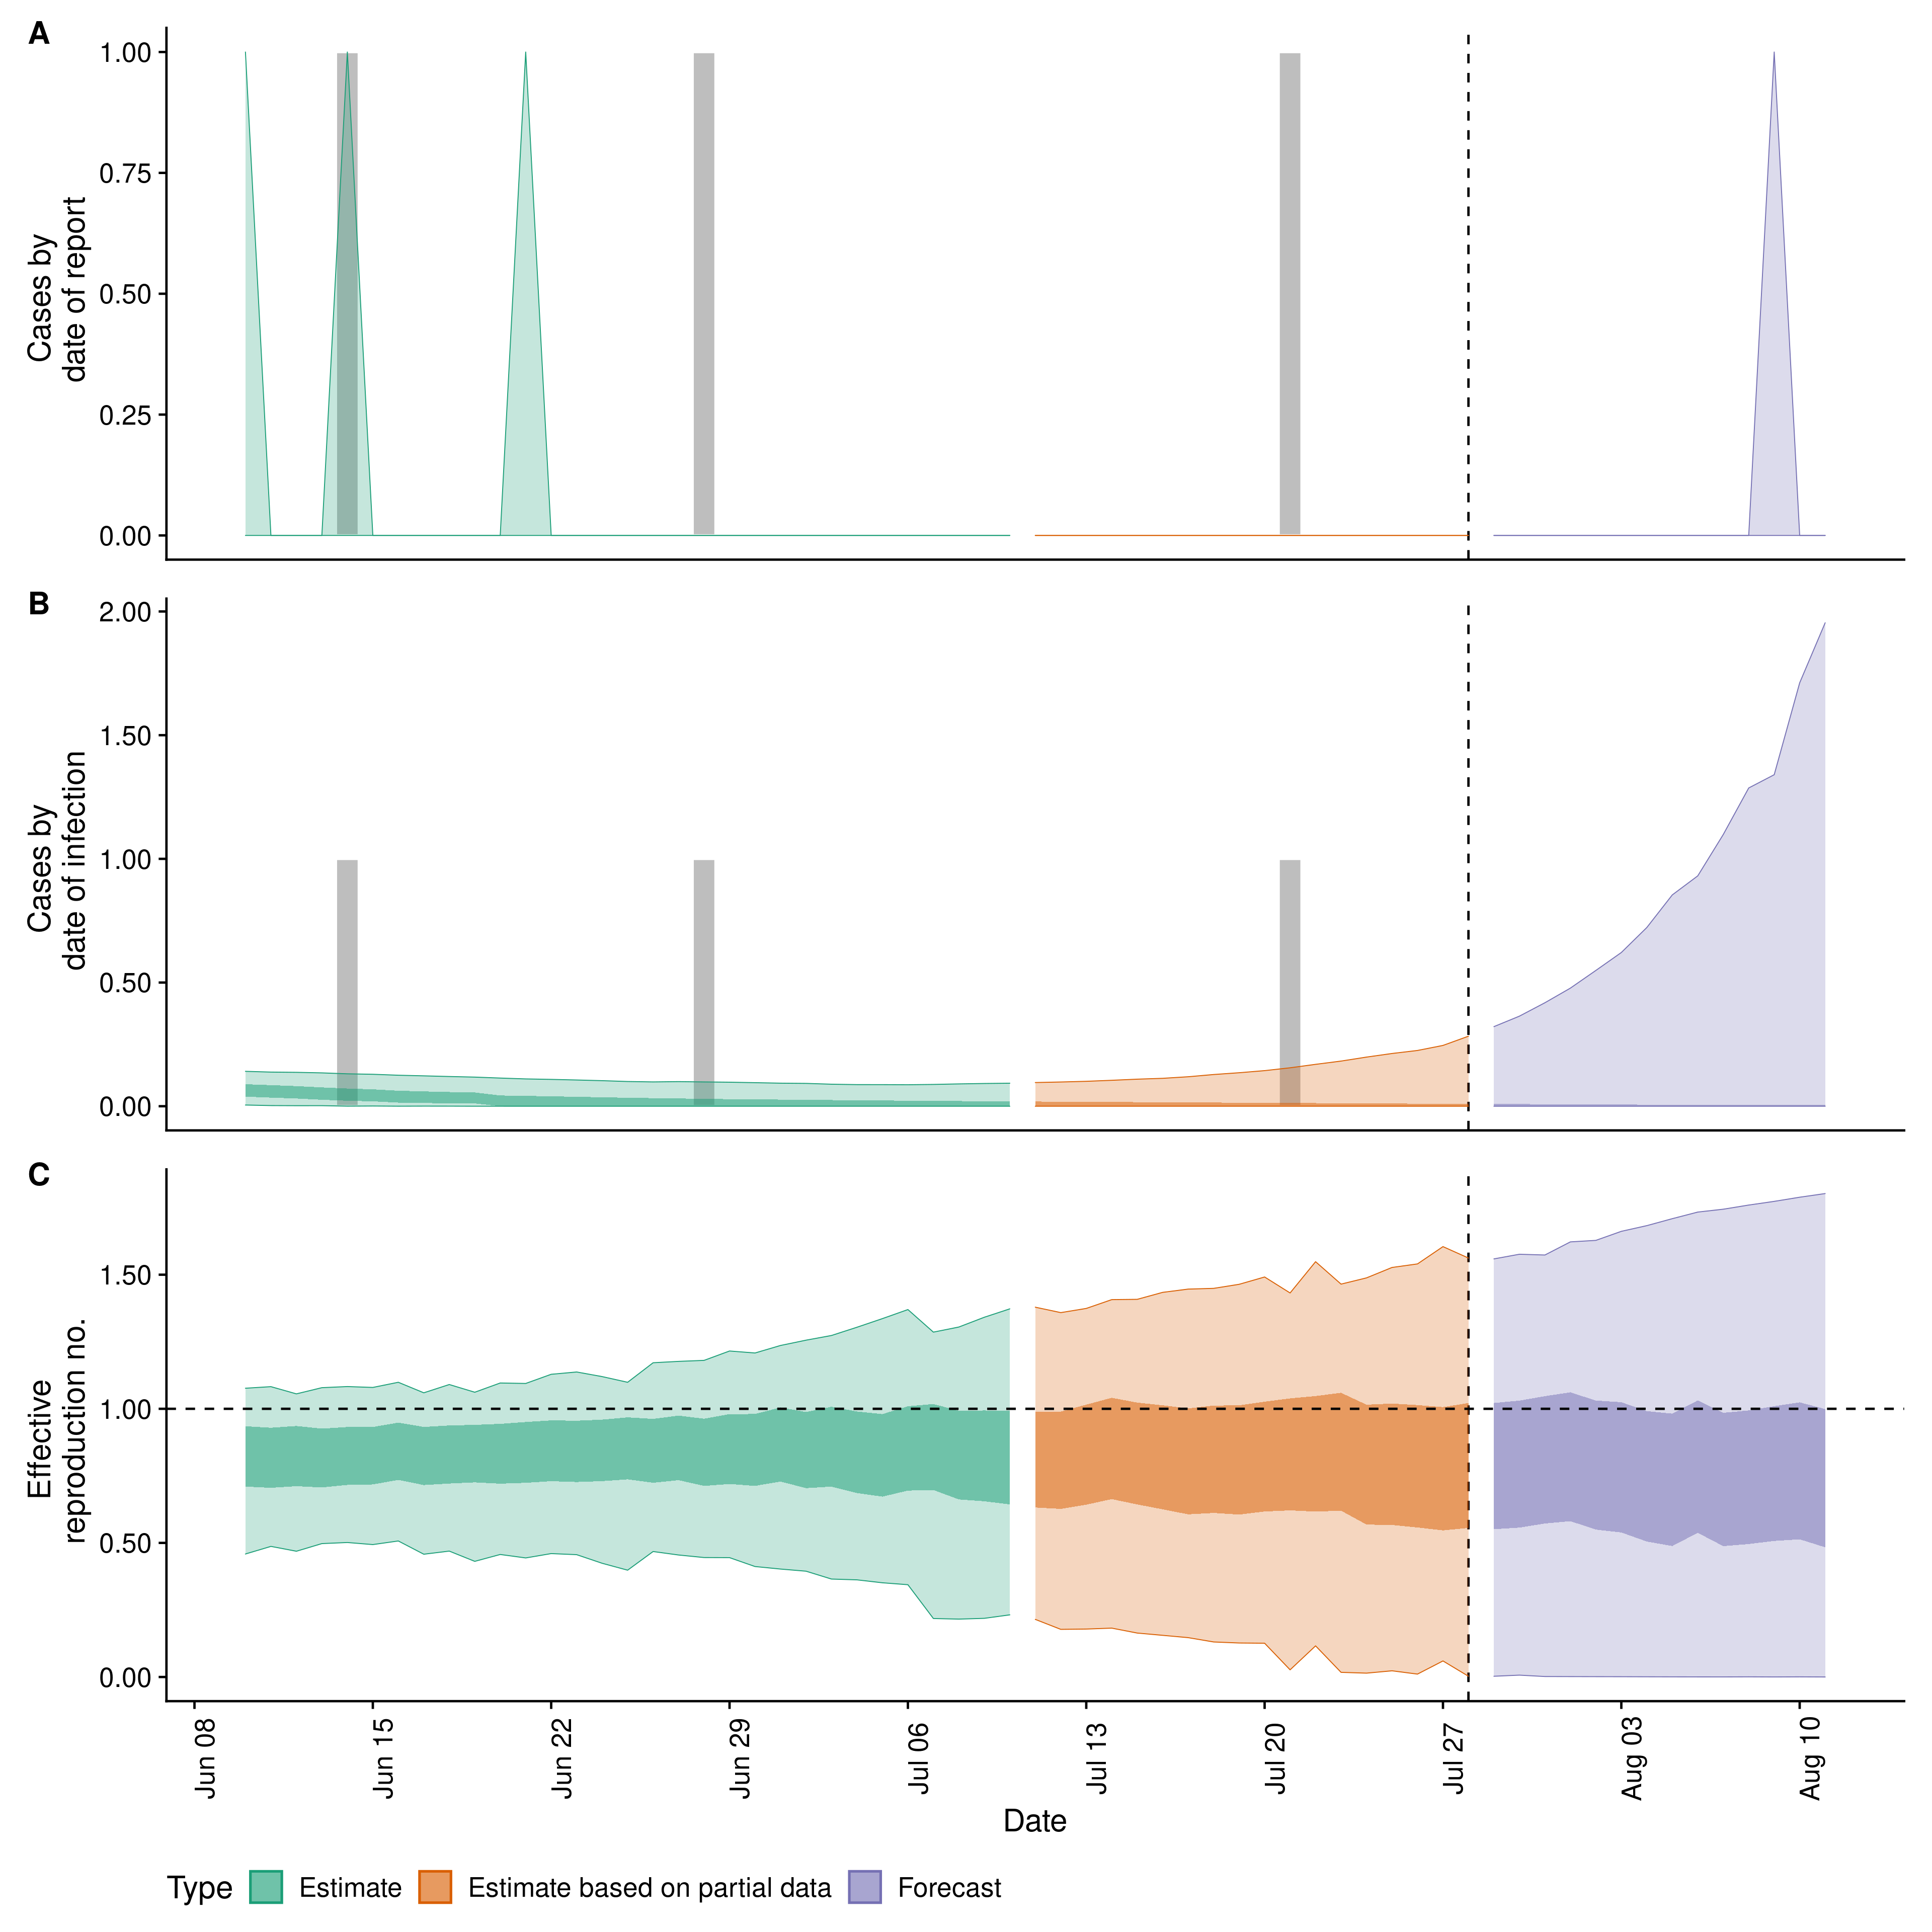 A
1.00
0.75
0.50
0.25
0.00
Cases by
date of report
B
2.00
1.50
1.00
0.50
0.00
Cases by
date of infection
C
1.50
1.00
0.50
0.00
Effective
reproduction no.
Jun 08
Jun 15
Jun 22
Jun 29
Jul 06
Jul 13
Jul 20
Jul 27
Aug 03
Aug 10
Date
Type Estimate Estimate based on partial data Forecast